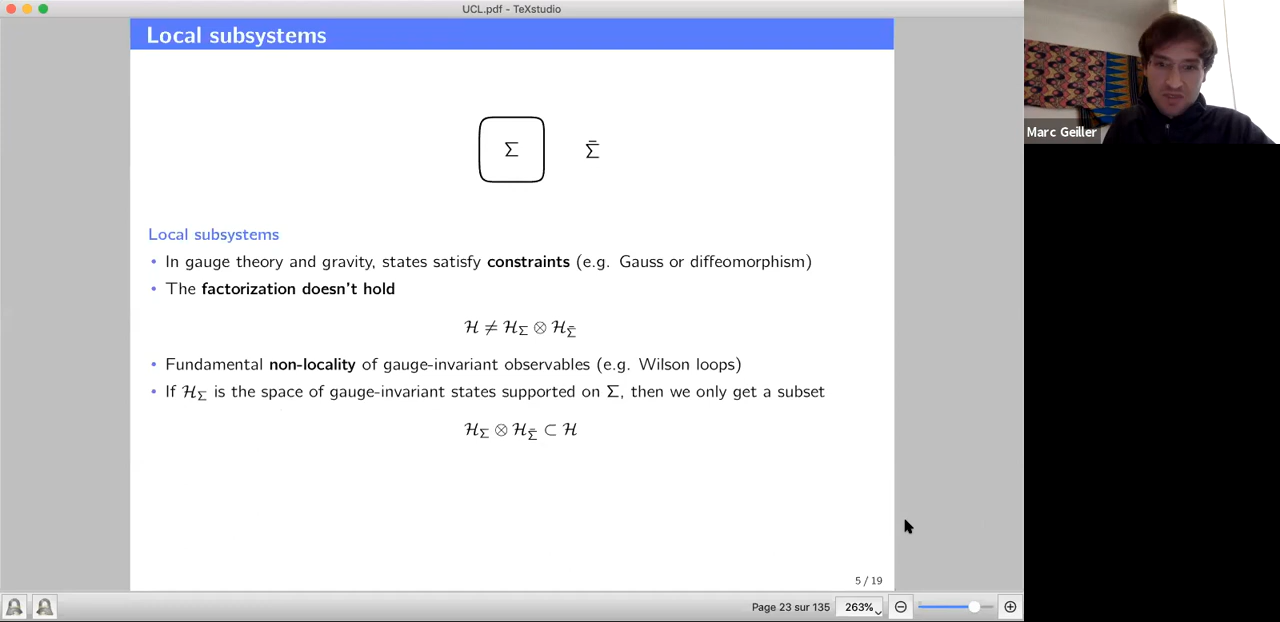 UCL.pdf - TeXstudio
Local subsystems
Marc Geiller
Σ Σ̄
Local subsystems
• In gauge theory and gravity, states satisfy constraints (e.g. Gauss or diffeomorphism)
• The factorization doesn't hold
ℋ ≠ ℋ_Σ ⊗ ℋ_Σ̄
• Fundamental non-locality of gauge-invariant observables (e.g. Wilson loops)
• If ℋ_Σ is the space of gauge-invariant states supported on Σ, then we only get a subset
ℋ_Σ ⊗ ℋ_Σ̄ ⊂ ℋ
5 / 19
Page 23 sur 135 263%